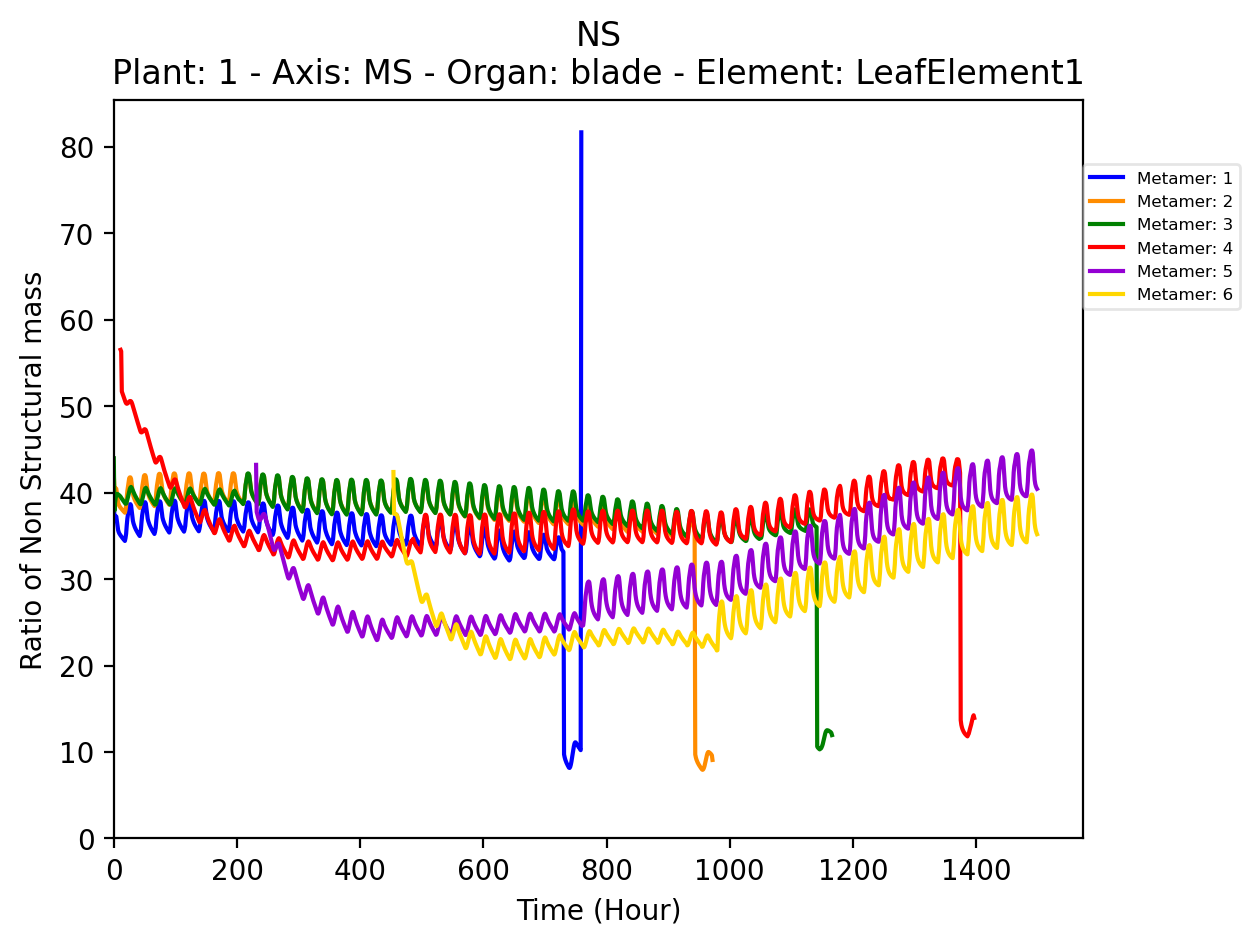 NS
Plant: 1 - Axis: MS - Organ: blade - Element: LeafElement1
80
70
60
50
40
30
20
10
0
Ratio of Non Structural mass
0 200 400 600 800 1000 1200 1400
Time (Hour)
Metamer: 1
Metamer: 2
Metamer: 3
Metamer: 4
Metamer: 5
Metamer: 6